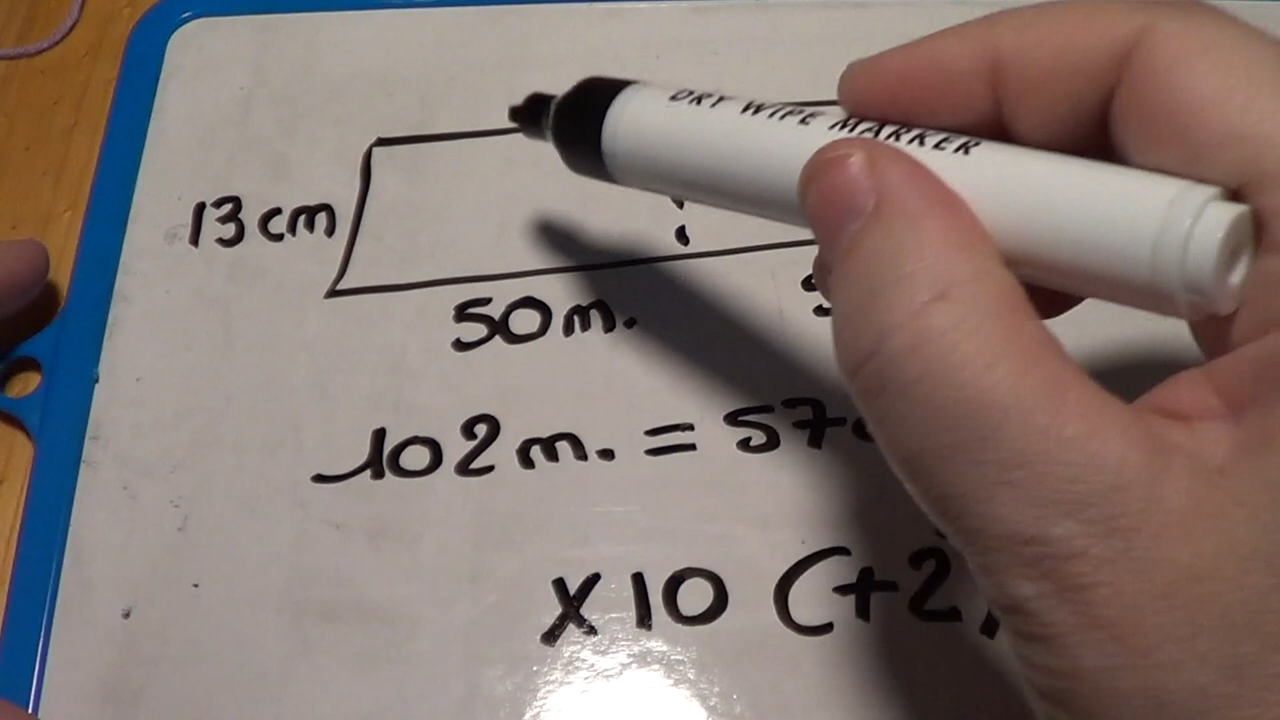 DRY WIPE MARKER
13cm
50m.
102m. = 57
x10 (+2)